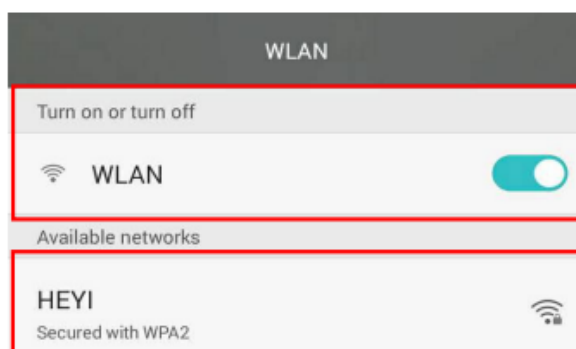 WLAN
Turn on or turn off
WLAN
Available networks
HEYI
Secured with WPA2